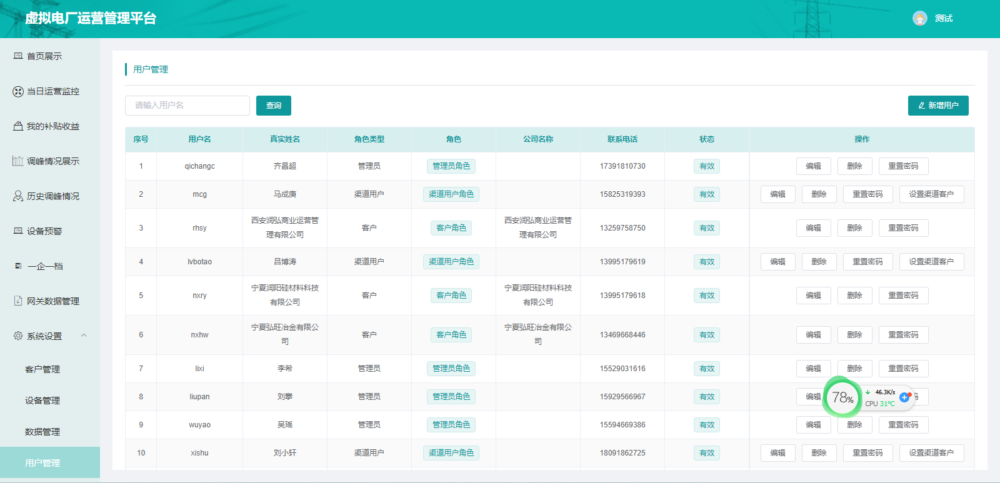 虚拟电厂运营管理平台
测试
首页展示
当日运营监控
我的补贴收益
调峰情况展示
历史调峰情况
设备预警
一企一档
网关数据管理
系统设置
客户管理
设备管理
数据管理
用户管理
用户管理
请输入用户名 查询 新增用户
序号 用户名 真实姓名 角色类型 角色 公司名称 联系电话 状态 操作
1 qichangc 齐昌超 管理员 管理员角色 17391810730 有效 编辑 删除 重置密码
2 mcg 马成庚 渠道用户 渠道用户角色 15825319393 有效 编辑 删除 重置密码 设置渠道客户
3 rhsy 西安润弘商业运营管 客户 客户角色 西安润弘商业运营管 13259758750 有效 编辑 删除 重置密码
理有限公司 理有限公司
4 lvbotao 吕博涛 渠道用户 渠道用户角色 13995179619 有效 编辑 删除 重置密码 设置渠道客户
5 nxry 宁夏润阳硅材料科技 客户 客户角色 宁夏润阳硅材料科技 13995179618 有效 编辑 删除 重置密码
有限公司 有限公司
6 nxhw 宁夏弘旺冶金有限公 客户 客户角色 宁夏弘旺冶金有限公 13469668446 有效 编辑 删除 重置密码
司 司
7 lixi 李希 管理员 管理员角色 15529031616 有效 编辑 删除 重置密码
8 liupan 刘攀 管理员 管理员角色 15929566967 有效 编辑 码
78% 46.3K/s
CPU 31℃
9 wuyao 吴瑶 管理员 管理员角色 15594669386 有效 编辑 删除 重置密码
10 xishu 刘小轩 渠道用户 渠道用户角色 18091862725 有效 编辑 删除 重置密码 设置渠道客户